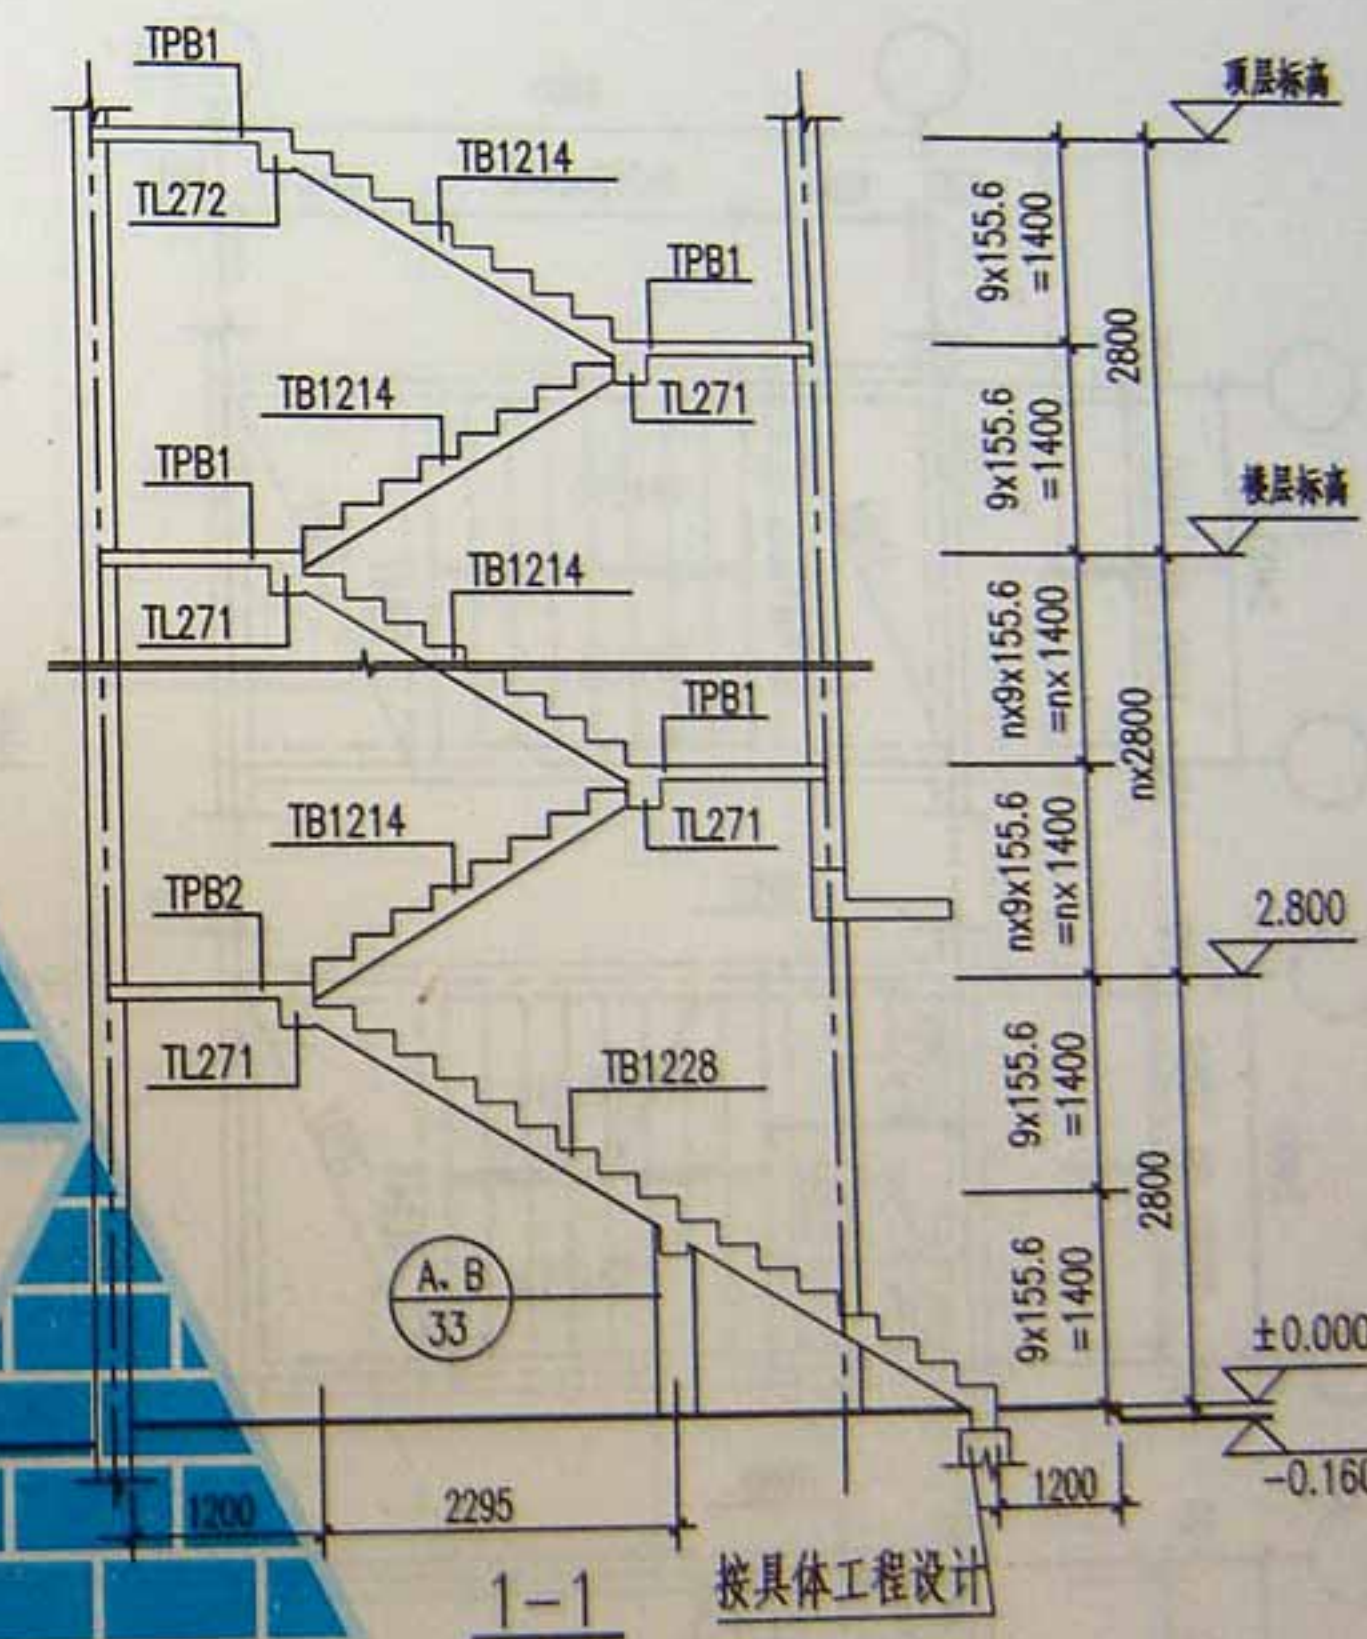 TPB1
顶层标高
TB1214
TL272
9x155.6
=1400
TPB1
2800
TB1214
TL271
9x155.6
=1400
TPB1
楼层标高
TB1214
TL271
nx9x155.6
=nx1400
TPB1
nx2800
TB1214
TL271
nx9x155.6
=nx1400
TPB2
2.800
TL271
TB1228
9x155.6
=1400
2800
A、B
33
9x155.6
=1400
±0.000
-0.160
1200
2295
1200
1-1
按具体工程设计